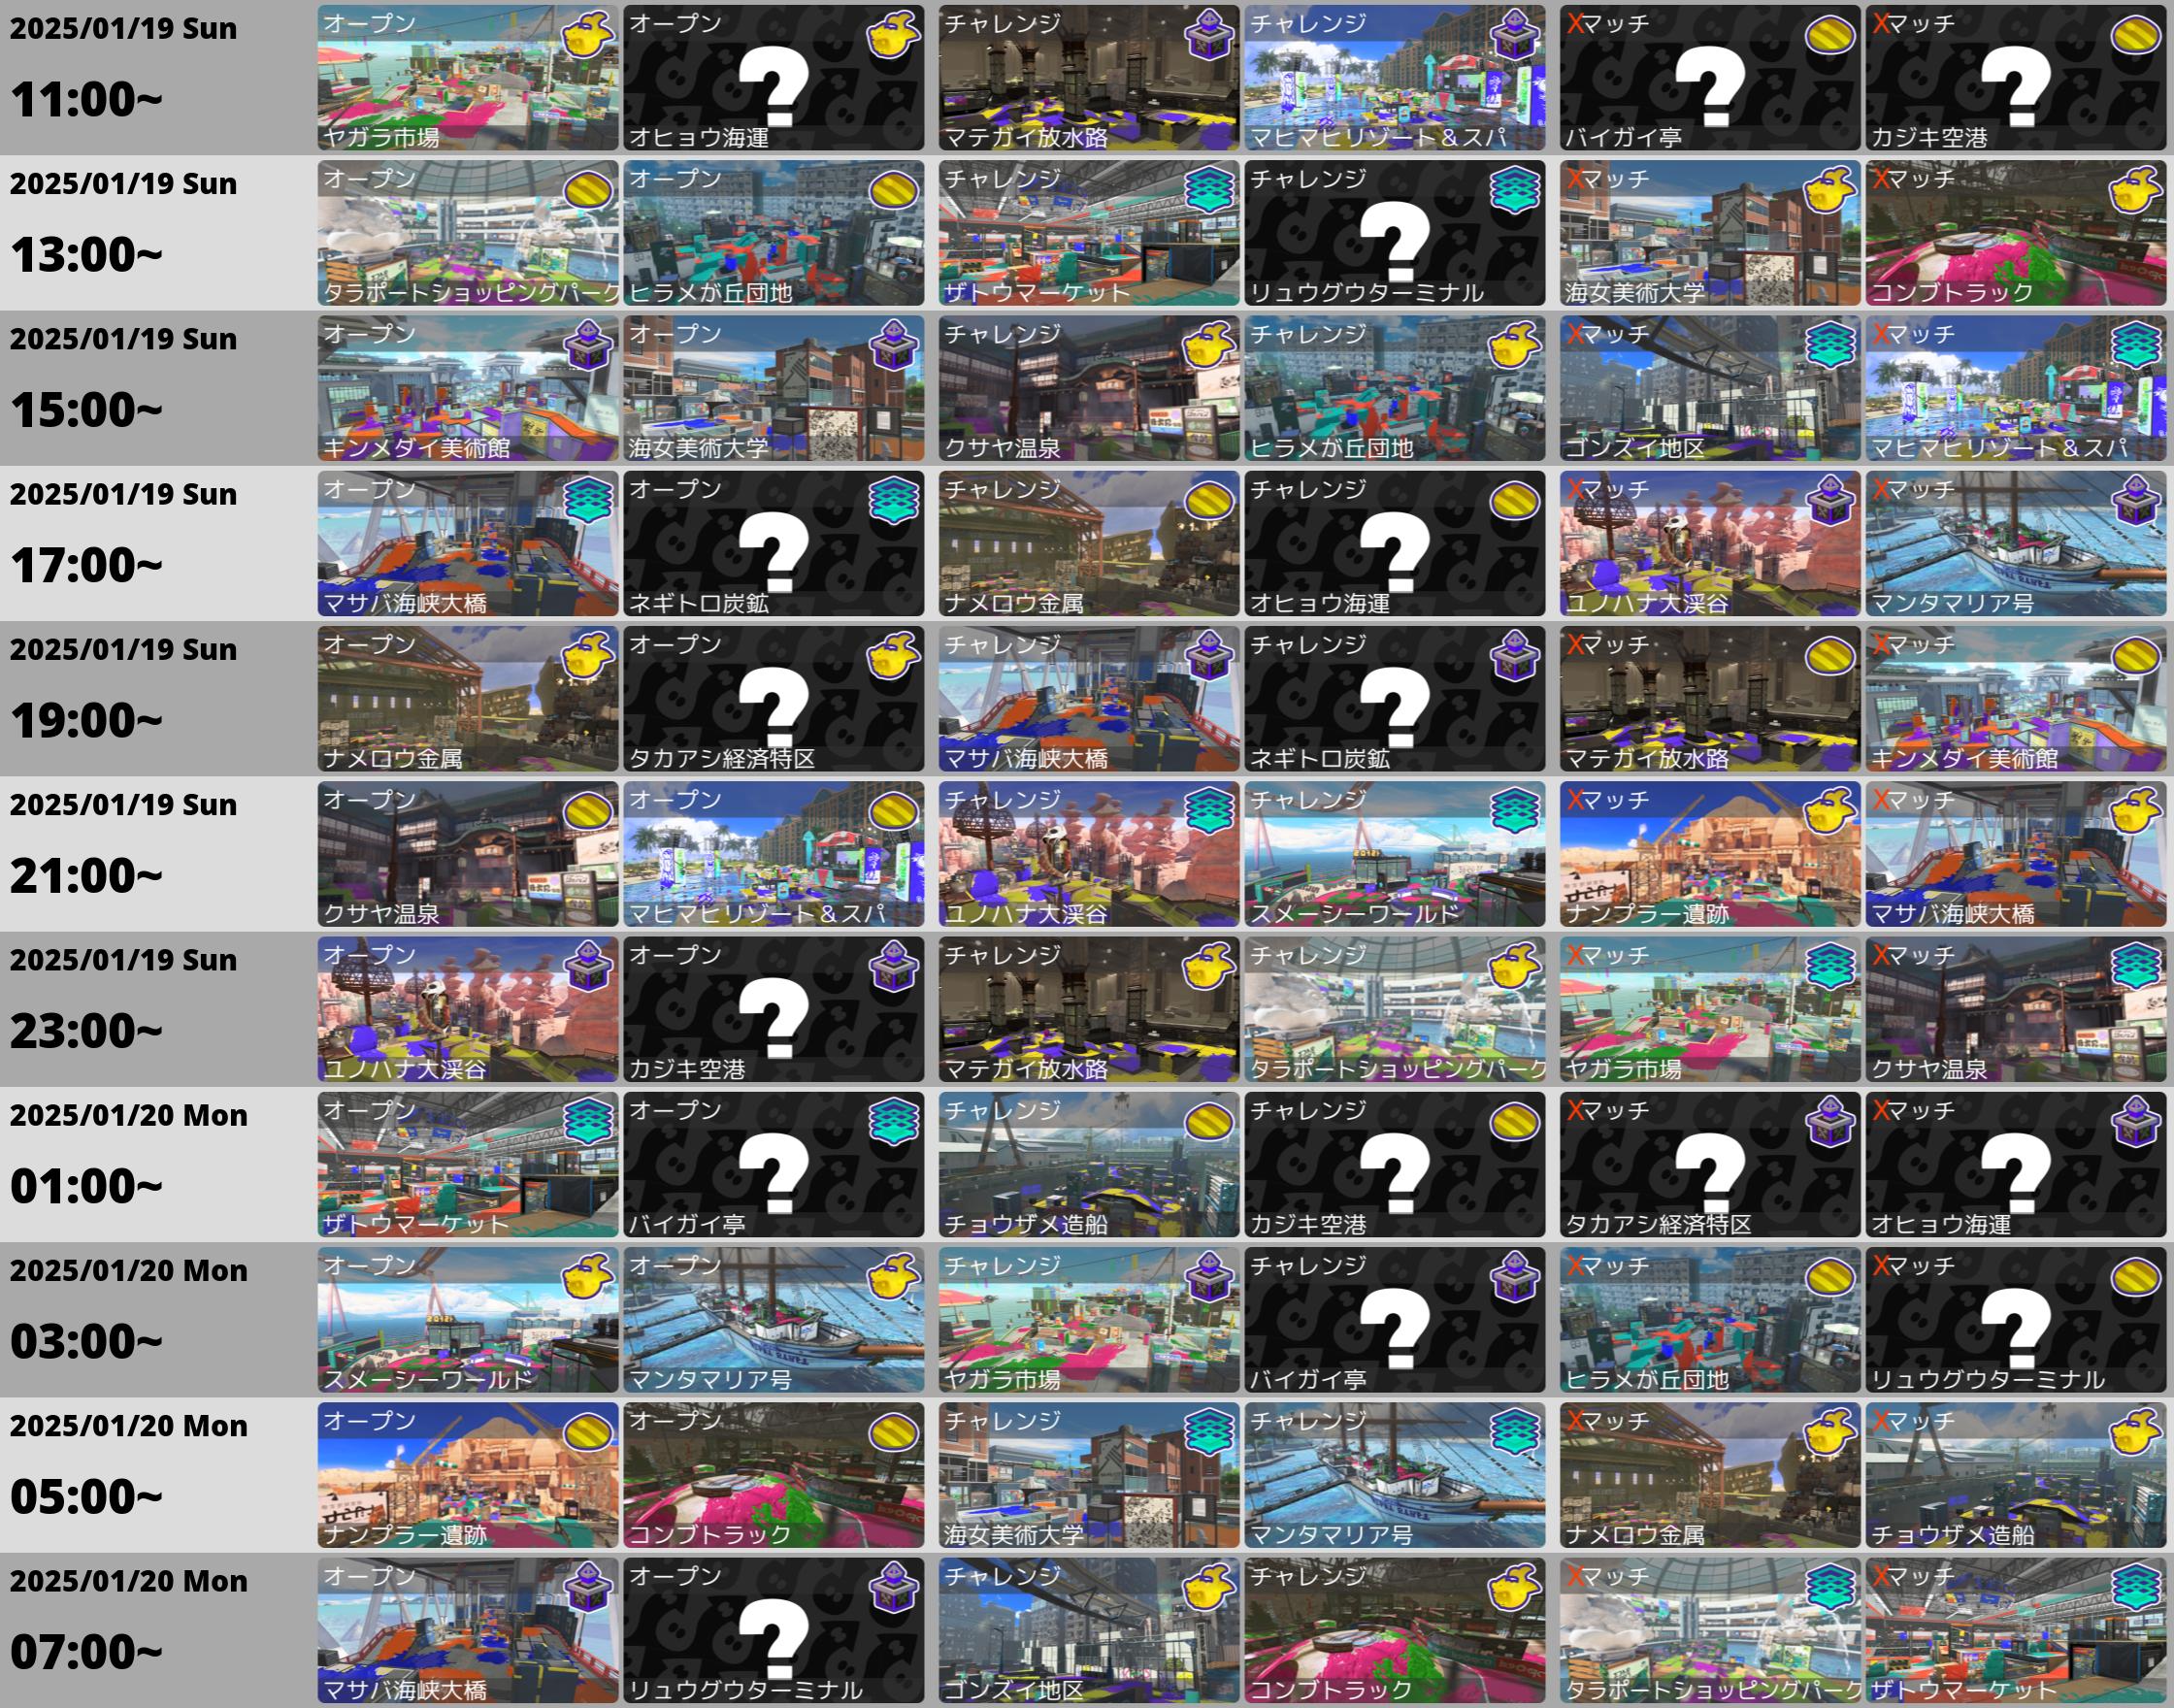 2025/01/19 Sun
11:00~
オープン
ヤガラ市場
オープン
オヒョウ海運
チャレンジ
マテガイ放水路
チャレンジ
マヒマヒリゾート＆スパ
Xマッチ
バイガイ亭
Xマッチ
カジキ空港
2025/01/19 Sun
13:00~
オープン
タラポートショッピングパーク
オープン
ヒラメが丘団地
チャレンジ
ザトウマーケット
チャレンジ
リュウグウターミナル
Xマッチ
海女美術大学
Xマッチ
コンブトラック
2025/01/19 Sun
15:00~
オープン
キンメダイ美術館
オープン
海女美術大学
チャレンジ
クサヤ温泉
チャレンジ
ヒラメが丘団地
Xマッチ
ゴンズイ地区
Xマッチ
マヒマヒリゾート＆スパ
2025/01/19 Sun
17:00~
オープン
マサバ海峡大橋
オープン
ネギトロ炭鉱
チャレンジ
ナメロウ金属
チャレンジ
オヒョウ海運
Xマッチ
ユノハナ大渓谷
Xマッチ
マンタマリア号
2025/01/19 Sun
19:00~
オープン
ナメロウ金属
オープン
タカアシ経済特区
チャレンジ
マサバ海峡大橋
チャレンジ
ネギトロ炭鉱
Xマッチ
マテガイ放水路
Xマッチ
キンメダイ美術館
2025/01/19 Sun
21:00~
オープン
クサヤ温泉
オープン
マヒマヒリゾート＆スパ
チャレンジ
ユノハナ大渓谷
チャレンジ
スメーシーワールド
Xマッチ
ナンプラー遺跡
Xマッチ
マサバ海峡大橋
2025/01/19 Sun
23:00~
オープン
ユノハナ大渓谷
オープン
カジキ空港
チャレンジ
マテガイ放水路
チャレンジ
タラポートショッピングパーク
Xマッチ
ヤガラ市場
Xマッチ
クサヤ温泉
2025/01/20 Mon
01:00~
オープン
ザトウマーケット
オープン
バイガイ亭
チャレンジ
チョウザメ造船
チャレンジ
カジキ空港
Xマッチ
タカアシ経済特区
Xマッチ
オヒョウ海運
2025/01/20 Mon
03:00~
オープン
スメーシーワールド
オープン
マンタマリア号
チャレンジ
ヤガラ市場
チャレンジ
バイガイ亭
Xマッチ
ヒラメが丘団地
Xマッチ
リュウグウターミナル
2025/01/20 Mon
05:00~
オープン
ナンプラー遺跡
オープン
コンブトラック
チャレンジ
海女美術大学
チャレンジ
マンタマリア号
Xマッチ
ナメロウ金属
Xマッチ
チョウザメ造船
2025/01/20 Mon
07:00~
オープン
マサバ海峡大橋
オープン
リュウグウターミナル
チャレンジ
ゴンズイ地区
チャレンジ
コンブトラック
Xマッチ
タラポートショッピングパーク
Xマッチ
ザトウマーケット